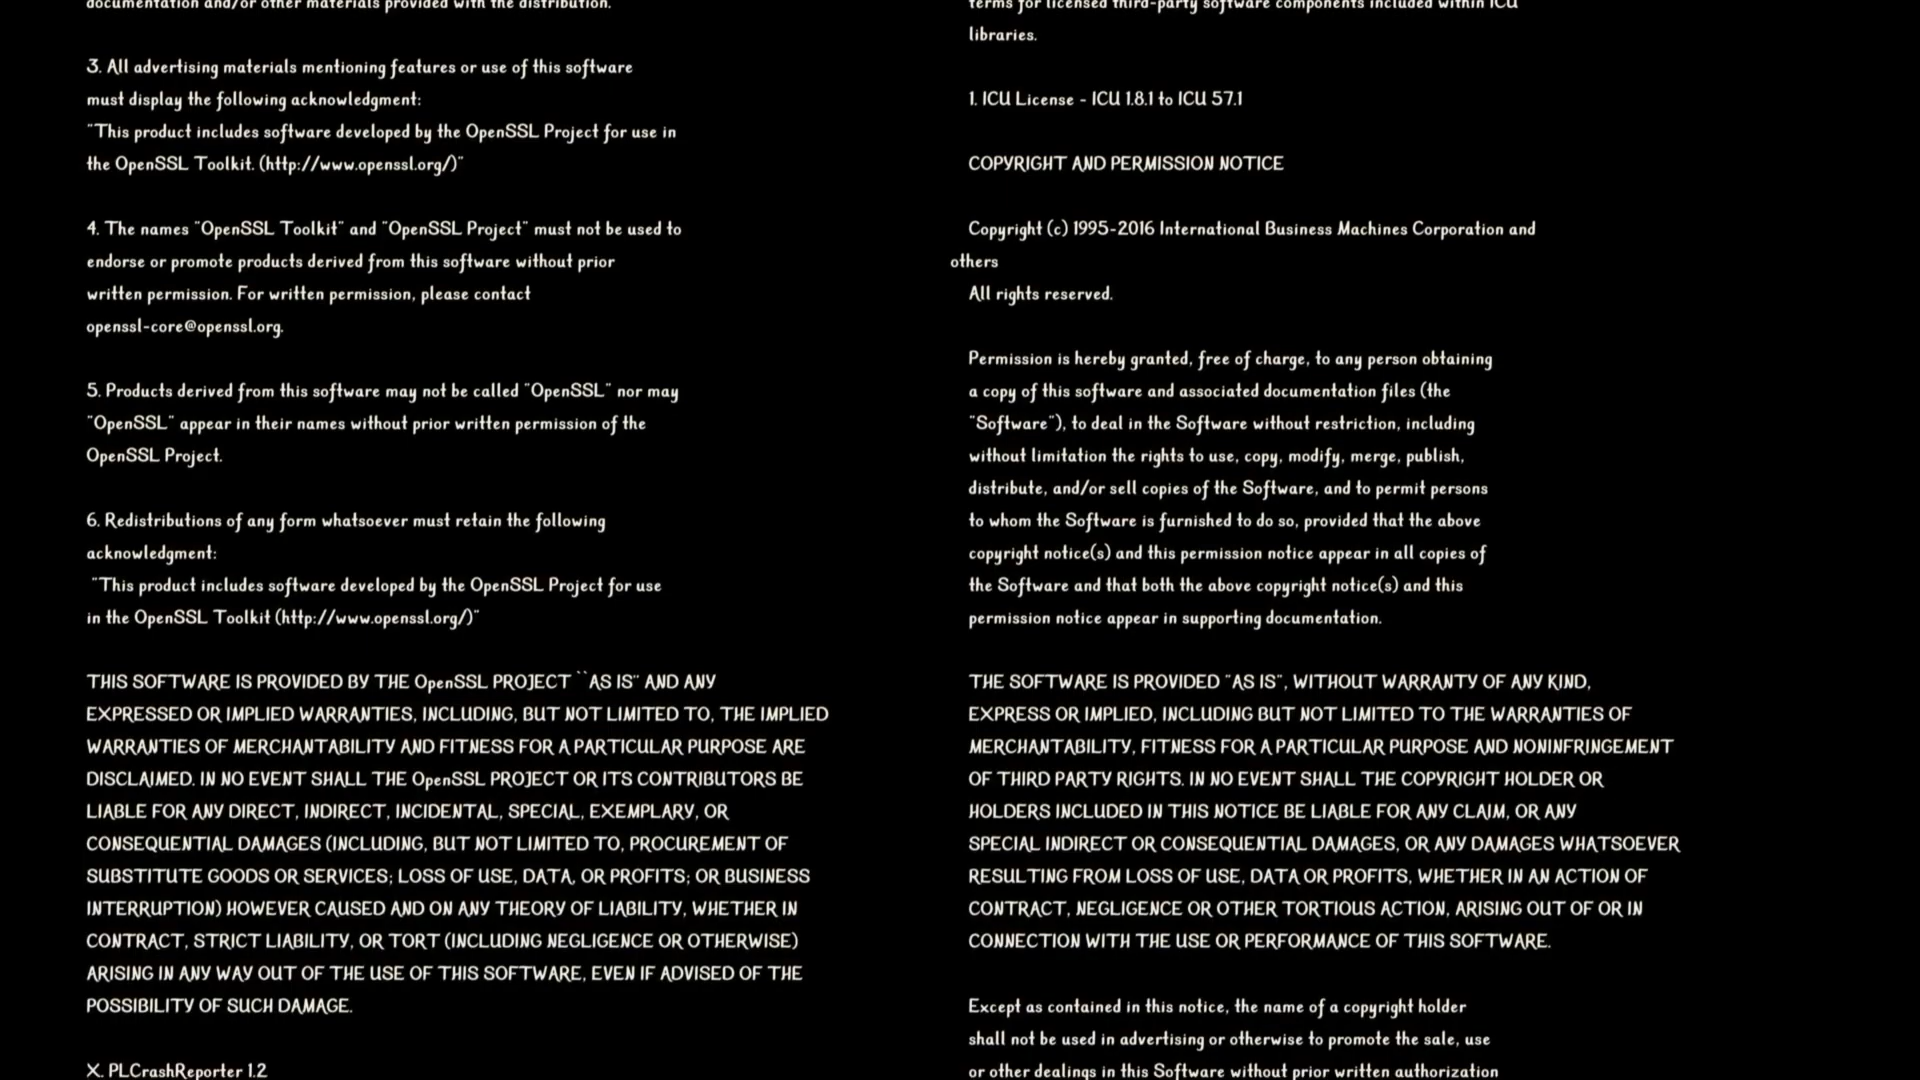 documentation and/or other materials provided with the distribution.
3. All advertising materials mentioning features or use of this software
must display the following acknowledgment:
"This product includes software developed by the OpenSSL Project for use in
the OpenSSL Toolkit. (http://www.openssl.org/)"
4. The names "OpenSSL Toolkit" and "OpenSSL Project" must not be used to
endorse or promote products derived from this software without prior
written permission. For written permission, please contact
openssl-core@openssl.org.
5. Products derived from this software may not be called "OpenSSL" nor may
"OpenSSL" appear in their names without prior written permission of the
OpenSSL Project.
6. Redistributions of any form whatsoever must retain the following
acknowledgment:
"This product includes software developed by the OpenSSL Project for use
in the OpenSSL Toolkit (http://www.openssl.org/)"
THIS SOFTWARE IS PROVIDED BY THE OpenSSL PROJECT ``AS IS'' AND ANY
EXPRESSED OR IMPLIED WARRANTIES, INCLUDING, BUT NOT LIMITED TO, THE IMPLIED
WARRANTIES OF MERCHANTABILITY AND FITNESS FOR A PARTICULAR PURPOSE ARE
DISCLAIMED. IN NO EVENT SHALL THE OpenSSL PROJECT OR ITS CONTRIBUTORS BE
LIABLE FOR ANY DIRECT, INDIRECT, INCIDENTAL, SPECIAL, EXEMPLARY, OR
CONSEQUENTIAL DAMAGES (INCLUDING, BUT NOT LIMITED TO, PROCUREMENT OF
SUBSTITUTE GOODS OR SERVICES; LOSS OF USE, DATA, OR PROFITS; OR BUSINESS
INTERRUPTION) HOWEVER CAUSED AND ON ANY THEORY OF LIABILITY, WHETHER IN
CONTRACT, STRICT LIABILITY, OR TORT (INCLUDING NEGLIGENCE OR OTHERWISE)
ARISING IN ANY WAY OUT OF THE USE OF THIS SOFTWARE, EVEN IF ADVISED OF THE
POSSIBILITY OF SUCH DAMAGE.
X. PLCrashReporter 1.2
terms for licensed third-party software components included within ICU
libraries.
1. ICU License - ICU 1.8.1 to ICU 57.1
COPYRIGHT AND PERMISSION NOTICE
Copyright (c) 1995-2016 International Business Machines Corporation and
others
All rights reserved.
Permission is hereby granted, free of charge, to any person obtaining
a copy of this software and associated documentation files (the
"Software"), to deal in the Software without restriction, including
without limitation the rights to use, copy, modify, merge, publish,
distribute, and/or sell copies of the Software, and to permit persons
to whom the Software is furnished to do so, provided that the above
copyright notice(s) and this permission notice appear in all copies of
the Software and that both the above copyright notice(s) and this
permission notice appear in supporting documentation.
THE SOFTWARE IS PROVIDED "AS IS", WITHOUT WARRANTY OF ANY KIND,
EXPRESS OR IMPLIED, INCLUDING BUT NOT LIMITED TO THE WARRANTIES OF
MERCHANTABILITY, FITNESS FOR A PARTICULAR PURPOSE AND NONINFRINGEMENT
OF THIRD PARTY RIGHTS. IN NO EVENT SHALL THE COPYRIGHT HOLDER OR
HOLDERS INCLUDED IN THIS NOTICE BE LIABLE FOR ANY CLAIM, OR ANY
SPECIAL INDIRECT OR CONSEQUENTIAL DAMAGES, OR ANY DAMAGES WHATSOEVER
RESULTING FROM LOSS OF USE, DATA OR PROFITS, WHETHER IN AN ACTION OF
CONTRACT, NEGLIGENCE OR OTHER TORTIOUS ACTION, ARISING OUT OF OR IN
CONNECTION WITH THE USE OR PERFORMANCE OF THIS SOFTWARE.
Except as contained in this notice, the name of a copyright holder
shall not be used in advertising or otherwise to promote the sale, use
or other dealings in this Software without prior written authorization